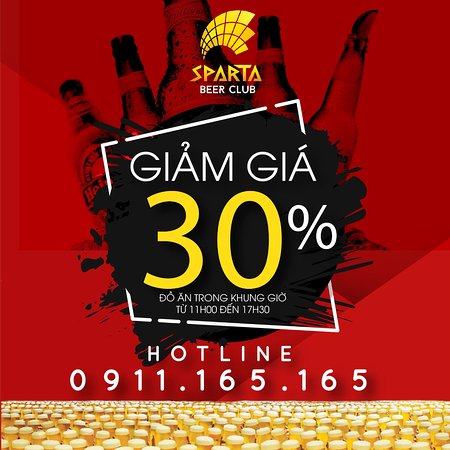 SPARTA
BEER CLUB
GIẢM GIÁ
30%
ĐỒ ĂN TRONG KHUNG GIỜ
TỪ 11H00 ĐẾN 17H30
HOTLINE
0911.165.165